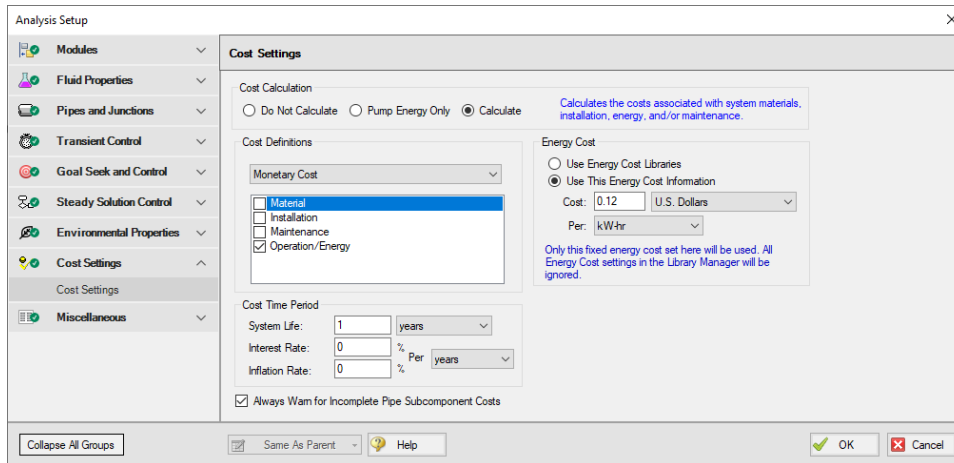 Analysis Setup
Modules
Fluid Properties
Pipes and Junctions
Transient Control
Goal Seek and Control
Steady Solution Control
Environmental Properties
Cost Settings
Cost Settings
Miscellaneous
Collapse All Groups
Cost Settings
Cost Calculation
Do Not Calculate
Pump Energy Only
Calculate
Calculates the costs associated with system materials,
installation, energy, and/or maintenance.
Cost Definitions
Monetary Cost
Material
Installation
Maintenance
Operation/Energy
Energy Cost
Use Energy Cost Libraries
Use This Energy Cost Information
Cost: 0.12 U.S. Dollars
Per: kW-hr
Only this fixed energy cost set here will be used. All
Energy Cost settings in the Library Manager will be
ignored.
Cost Time Period
System Life: 1 years
Interest Rate: 0 %
Per years
Inflation Rate: 0 %
Always Warn for Incomplete Pipe Subcomponent Costs
Same As Parent
Help
OK
Cancel